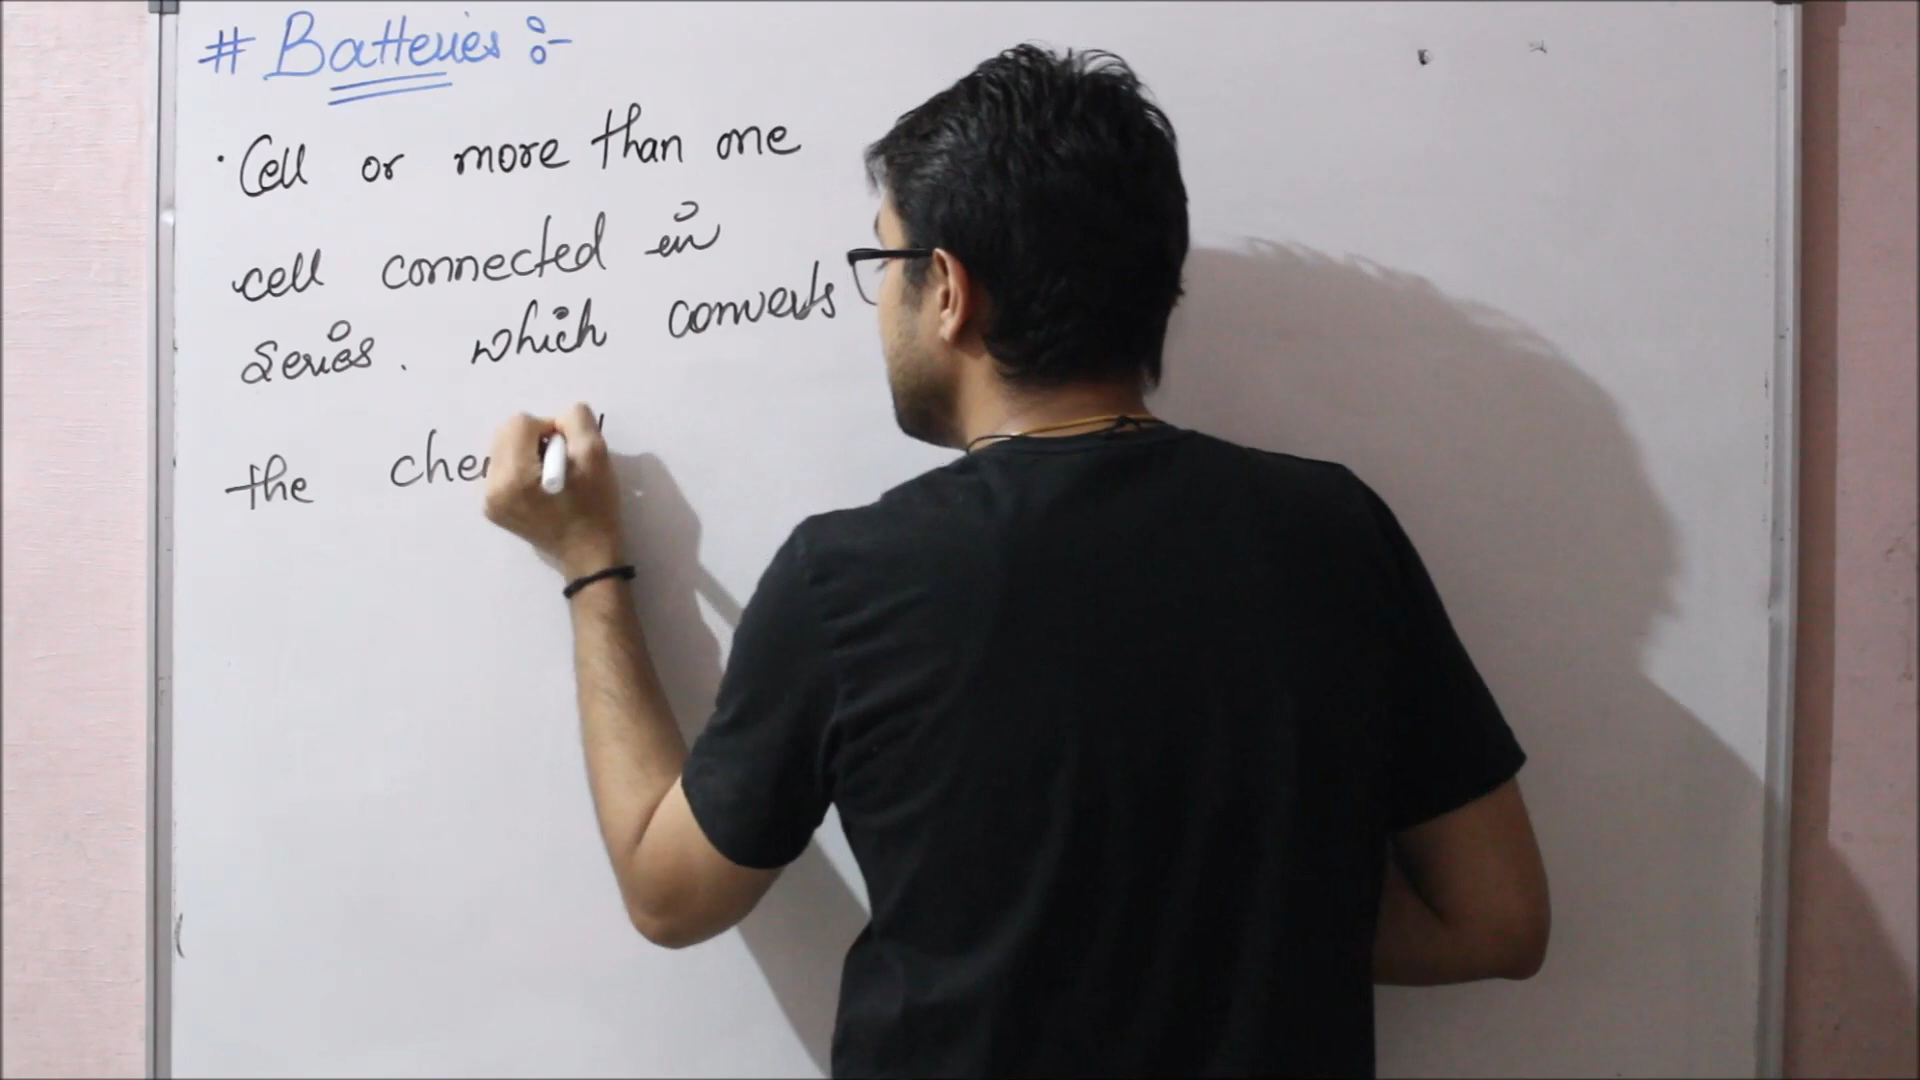 # Batteries :-
· Cell or more than one
cell connected in
series. which converts
the